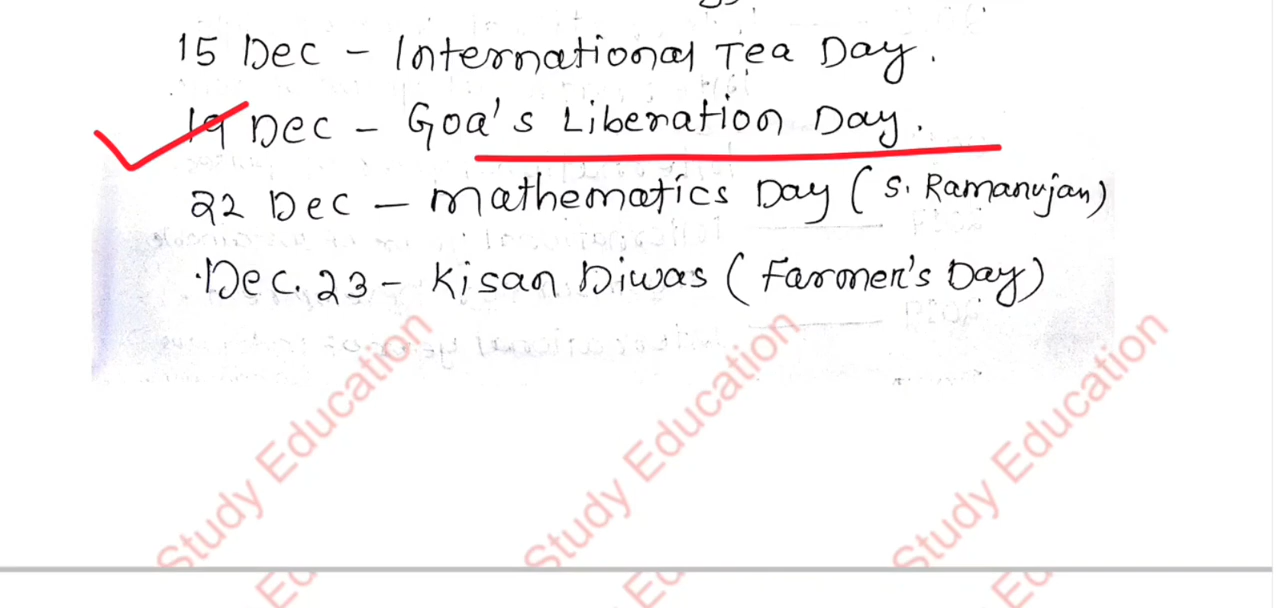 15 Dec - International Tea Day.
19 Dec - Goa's Liberation Day.
22 Dec - Mathematics Day (S. Ramanujan)
Dec. 23 - Kisan Diwas (Farmer's Day)
Study Education Study Education Study Education